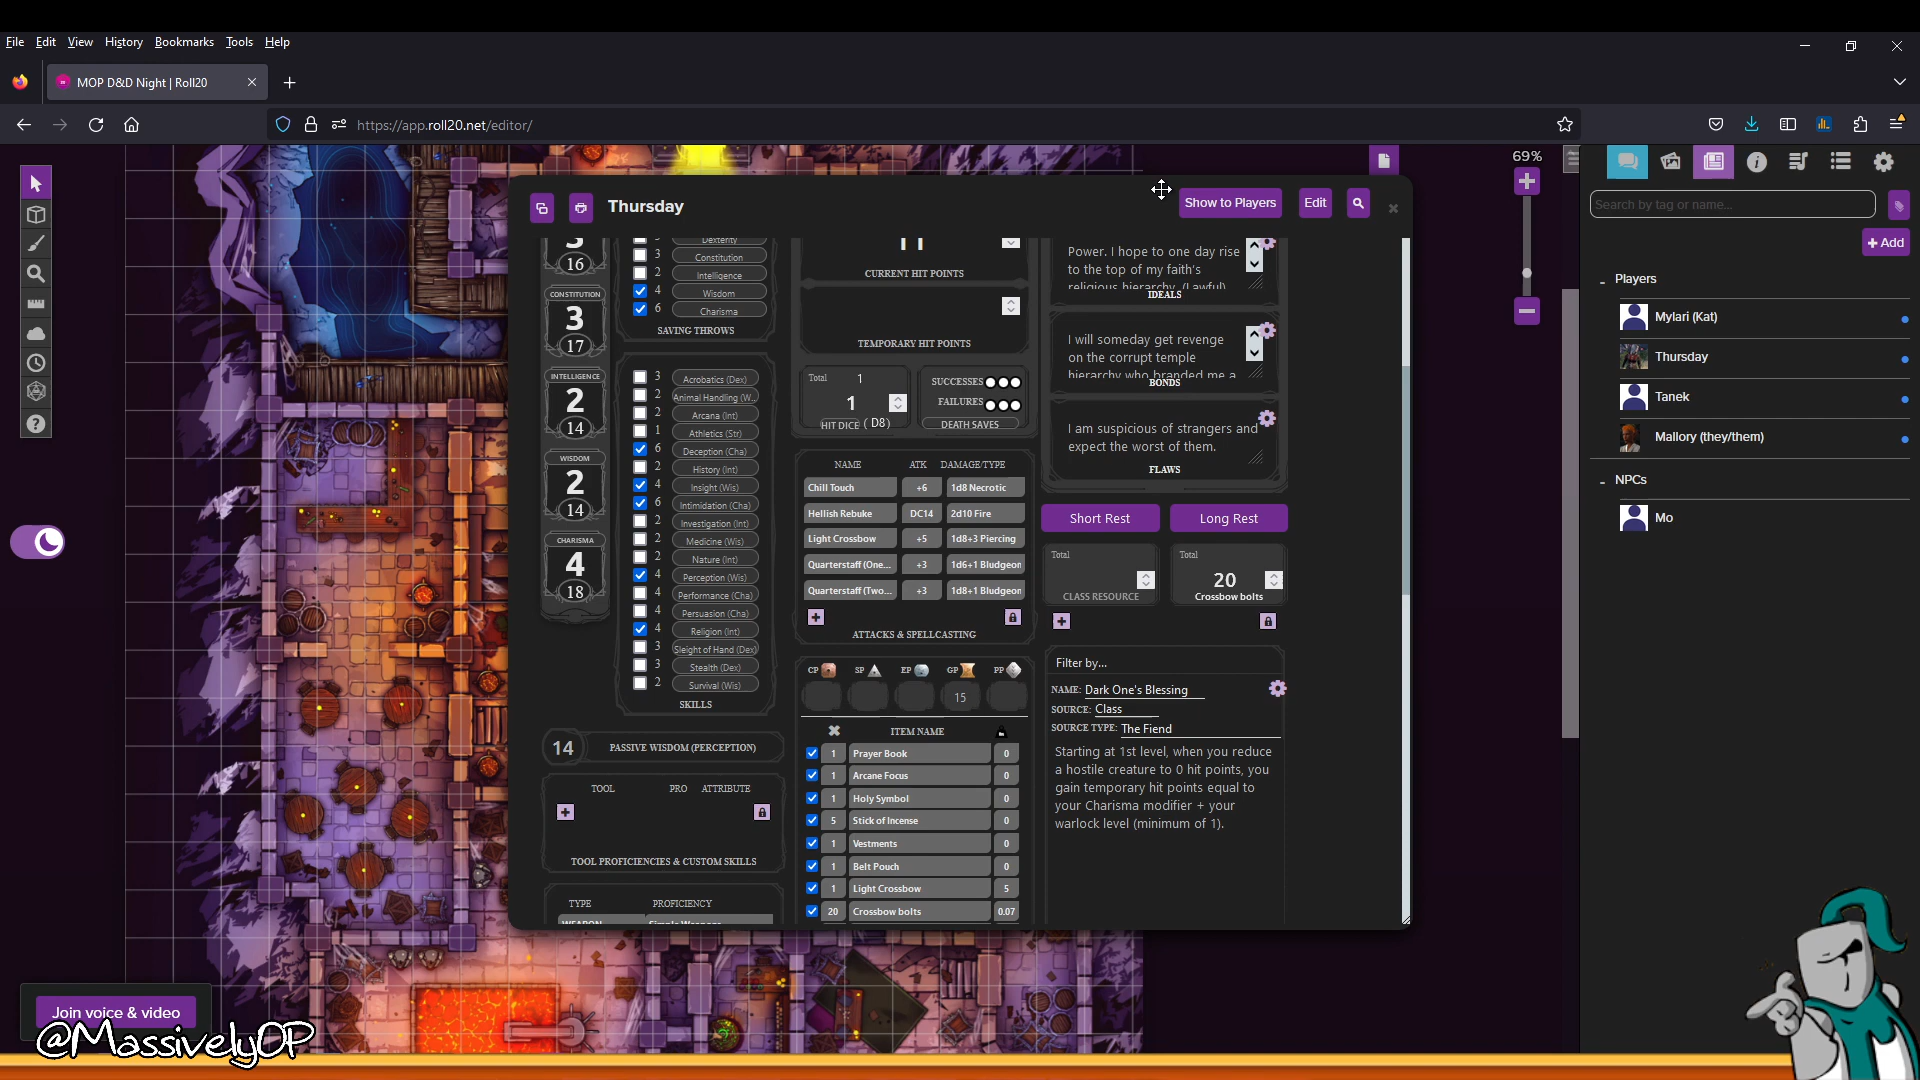 File Edit View History Bookmarks Tools Help
MOP D&D Night | Roll20
https://app.roll20.net/editor/
69%
Thursday
Show to Players
Edit
Search by tag or name...
+ Add
Players
Mylari (Kat)
Thursday
Tanek
Mallory (they/them)
NPCs
Mo
16
CONSTITUTION
3
17
INTELLIGENCE
2
14
WISDOM
2
14
CHARISMA
4
18
Dexterity
3 Constitution
2 Intelligence
4 Wisdom
6 Charisma
SAVING THROWS
3 Acrobatics (Dex)
2 Animal Handling (W...
2 Arcana (Int)
1 Athletics (Str)
6 Deception (Cha)
2 History (Int)
4 Insight (Wis)
6 Intimidation (Cha)
2 Investigation (Int)
2 Medicine (Wis)
2 Nature (Int)
4 Perception (Wis)
4 Performance (Cha)
4 Persuasion (Cha)
4 Religion (Int)
3 Sleight of Hand (Dex)
3 Stealth (Dex)
2 Survival (Wis)
SKILLS
14 PASSIVE WISDOM (PERCEPTION)
TOOL PRO ATTRIBUTE
TOOL PROFICIENCIES & CUSTOM SKILLS
TYPE PROFICIENCY
WEAPON Simple Weapons
11
CURRENT HIT POINTS
TEMPORARY HIT POINTS
Total 1
1
HIT DICE ( D8)
SUCCESSES
FAILURES
DEATH SAVES
NAME ATK DAMAGE/TYPE
Chill Touch +6 1d8 Necrotic
Hellish Rebuke DC14 2d10 Fire
Light Crossbow +5 1d8+3 Piercing
Quarterstaff (One... +3 1d6+1 Bludgeon
Quarterstaff (Two... +3 1d8+1 Bludgeon
ATTACKS & SPELLCASTING
CP SP EP GP PP
15
ITEM NAME
1 Prayer Book 0
1 Arcane Focus 0
1 Holy Symbol 0
5 Stick of Incense 0
1 Vestments 0
1 Belt Pouch 0
1 Light Crossbow 5
20 Crossbow bolts 0.07
Power. I hope to one day rise
to the top of my faith's
religious hierarchy. (Lawful)
IDEALS
I will someday get revenge
on the corrupt temple
hierarchy who branded me a
BONDS
I am suspicious of strangers and
expect the worst of them.
FLAWS
Short Rest
Long Rest
Total
CLASS RESOURCE
Total
20
Crossbow bolts
Filter by...
NAME: Dark One's Blessing
SOURCE: Class
SOURCE TYPE: The Fiend
Starting at 1st level, when you reduce
a hostile creature to 0 hit points, you
gain temporary hit points equal to
your Charisma modifier + your
warlock level (minimum of 1).
Join voice & video
@MassivelyOP